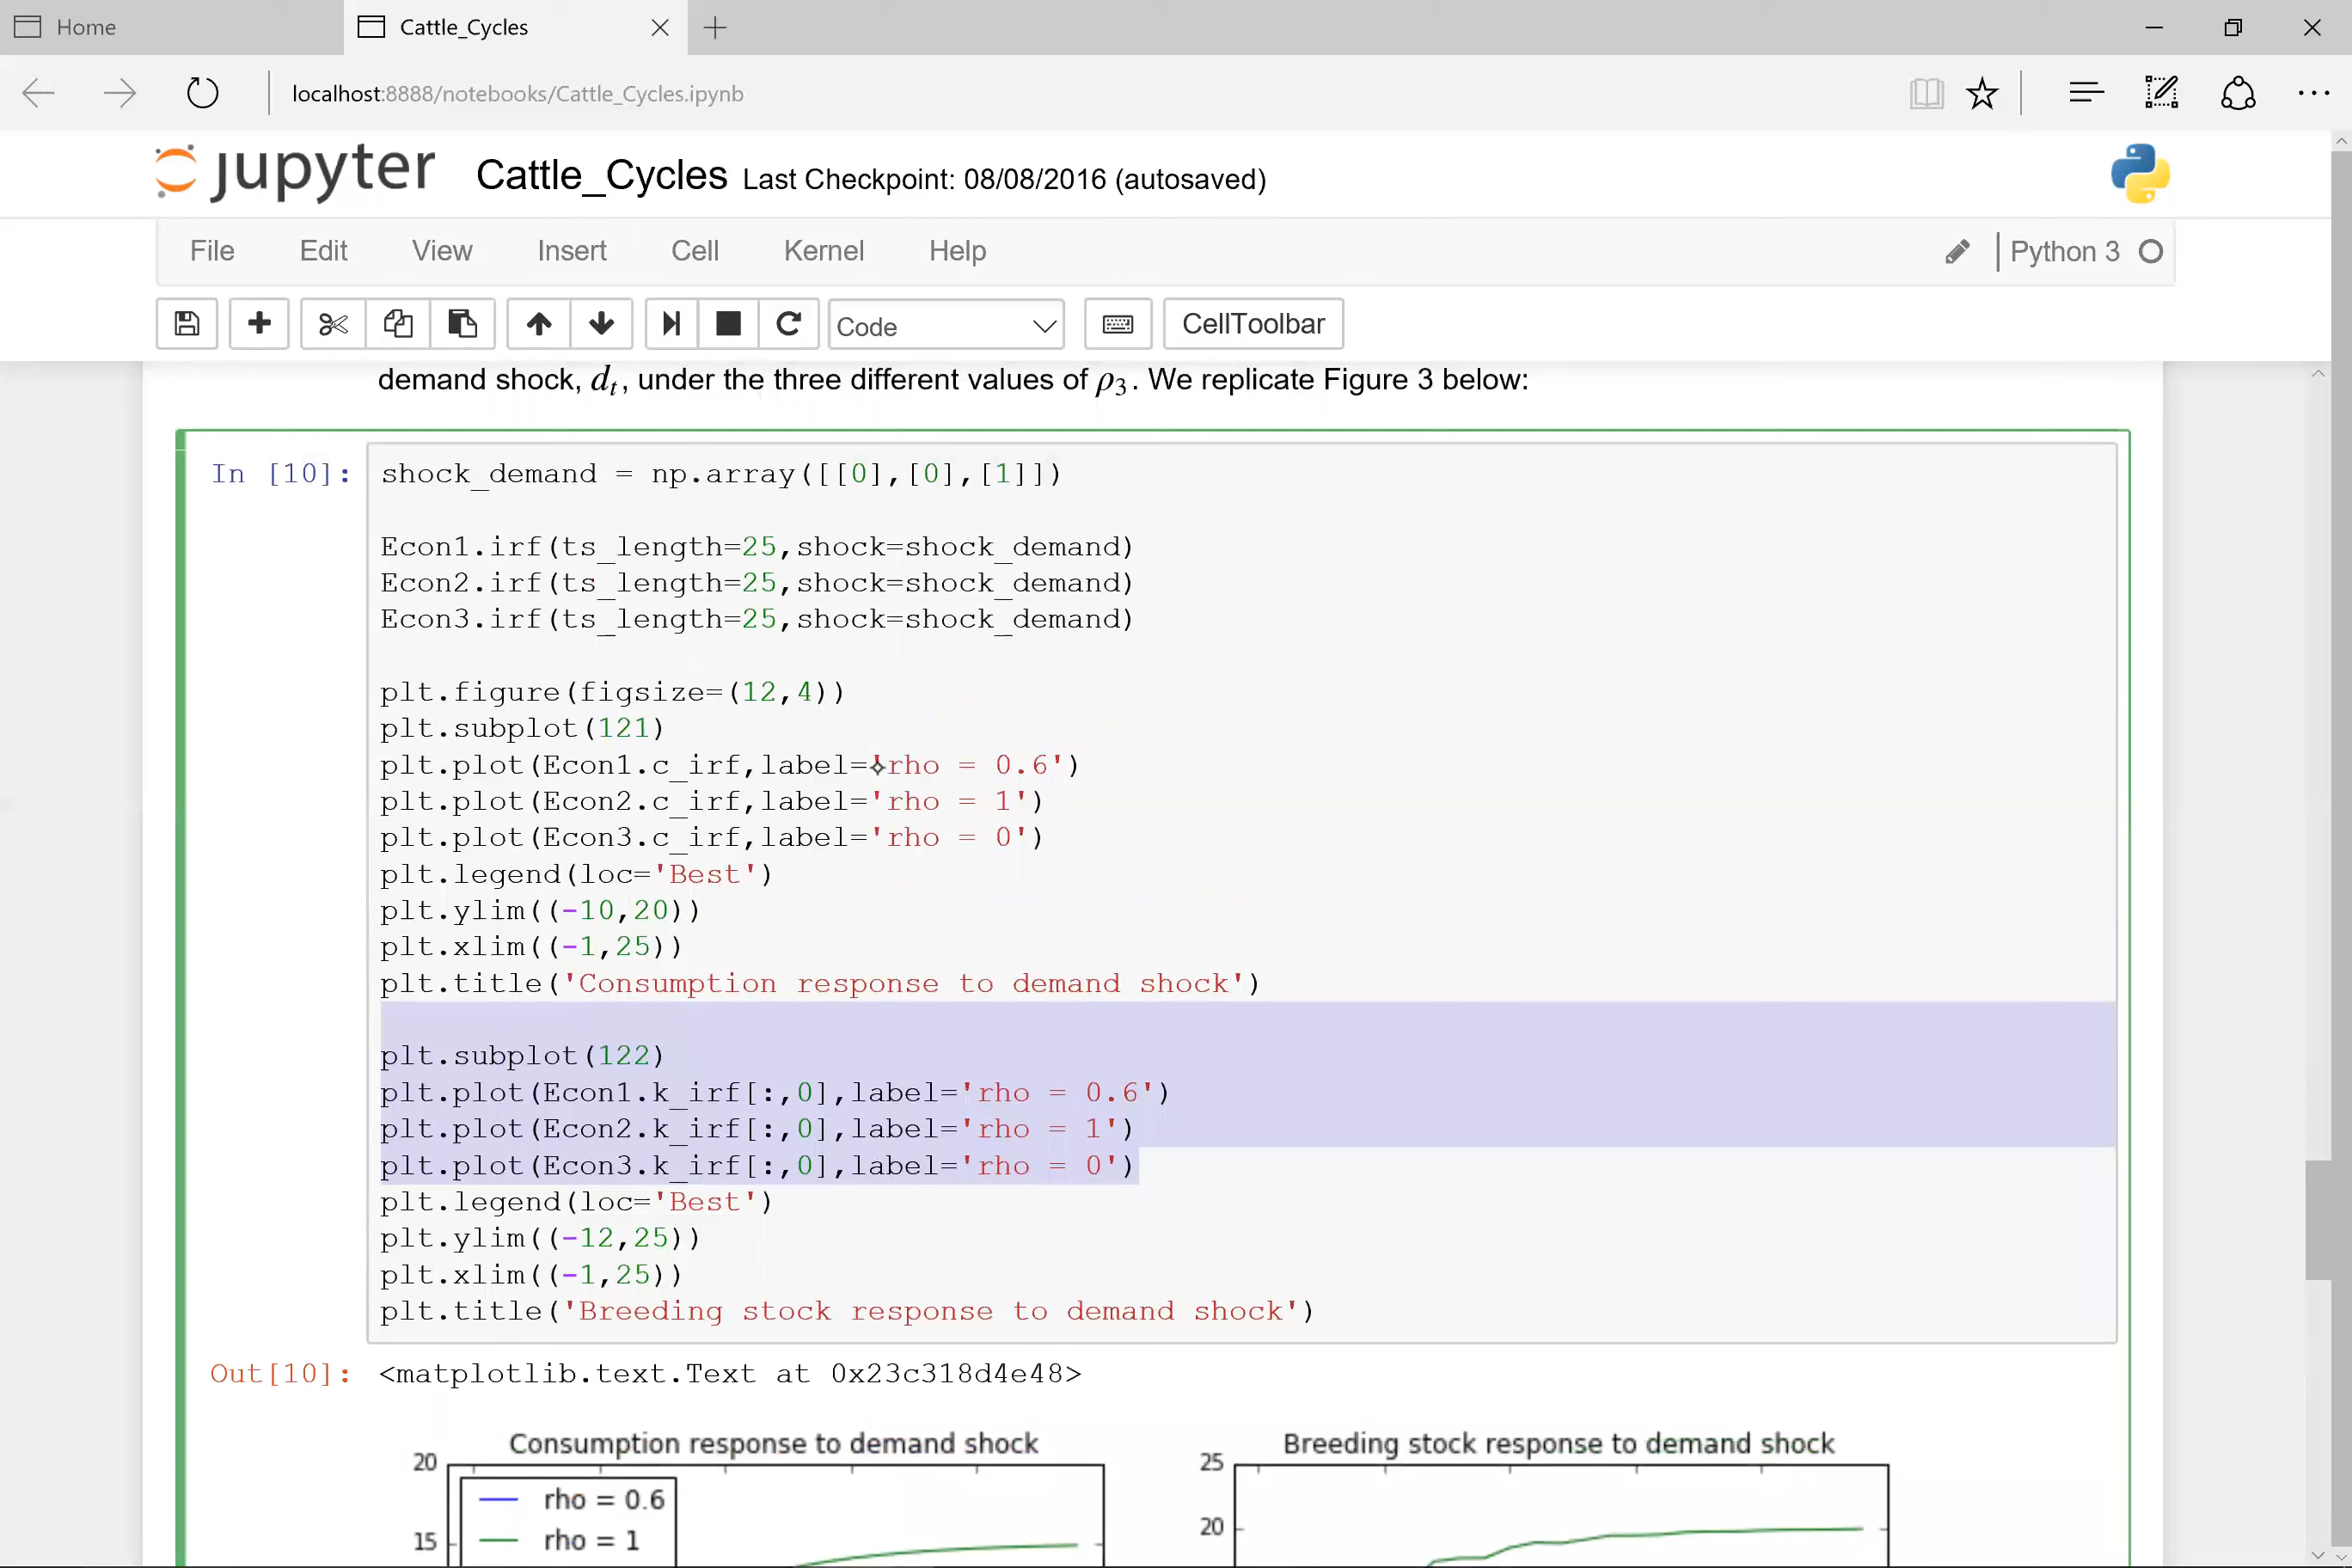 Home
Cattle_Cycles
localhost:8888/notebooks/Cattle_Cycles.ipynb
jupyter Cattle_Cycles Last Checkpoint: 08/08/2016 (autosaved)
File Edit View Insert Cell Kernel Help Python 3
Code CellToolbar
demand shock, dₜ, under the three different values of ρ₃. We replicate Figure 3 below:
In [10]: shock_demand = np.array([[0],[0],[1]])
Econ1.irf(ts_length=25,shock=shock_demand)
Econ2.irf(ts_length=25,shock=shock_demand)
Econ3.irf(ts_length=25,shock=shock_demand)
plt.figure(figsize=(12,4))
plt.subplot(121)
plt.plot(Econ1.c_irf,label='rho = 0.6')
plt.plot(Econ2.c_irf,label='rho = 1')
plt.plot(Econ3.c_irf,label='rho = 0')
plt.legend(loc='Best')
plt.ylim((-10,20))
plt.xlim((-1,25))
plt.title('Consumption response to demand shock')
plt.subplot(122)
plt.plot(Econ1.k_irf[:,0],label='rho = 0.6')
plt.plot(Econ2.k_irf[:,0],label='rho = 1')
plt.plot(Econ3.k_irf[:,0],label='rho = 0')
plt.legend(loc='Best')
plt.ylim((-12,25))
plt.xlim((-1,25))
plt.title('Breeding stock response to demand shock')
Out[10]: <matplotlib.text.Text at 0x23c318d4e48>
Consumption response to demand shock
20
rho = 0.6
rho = 1
15
Breeding stock response to demand shock
25
20